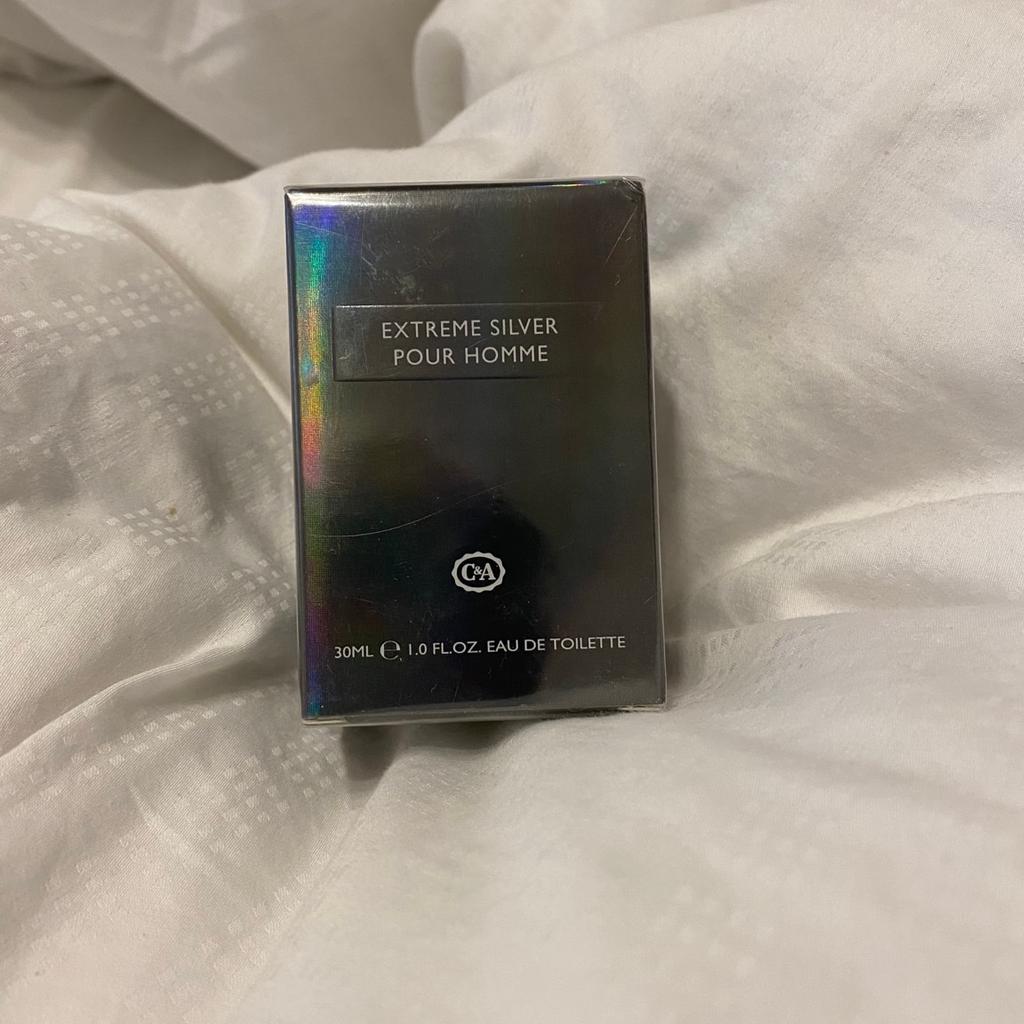 EXTREME SILVER
POUR HOMME
C&A
30ML ℮ 1.0 FL.OZ. EAU DE TOILETTE